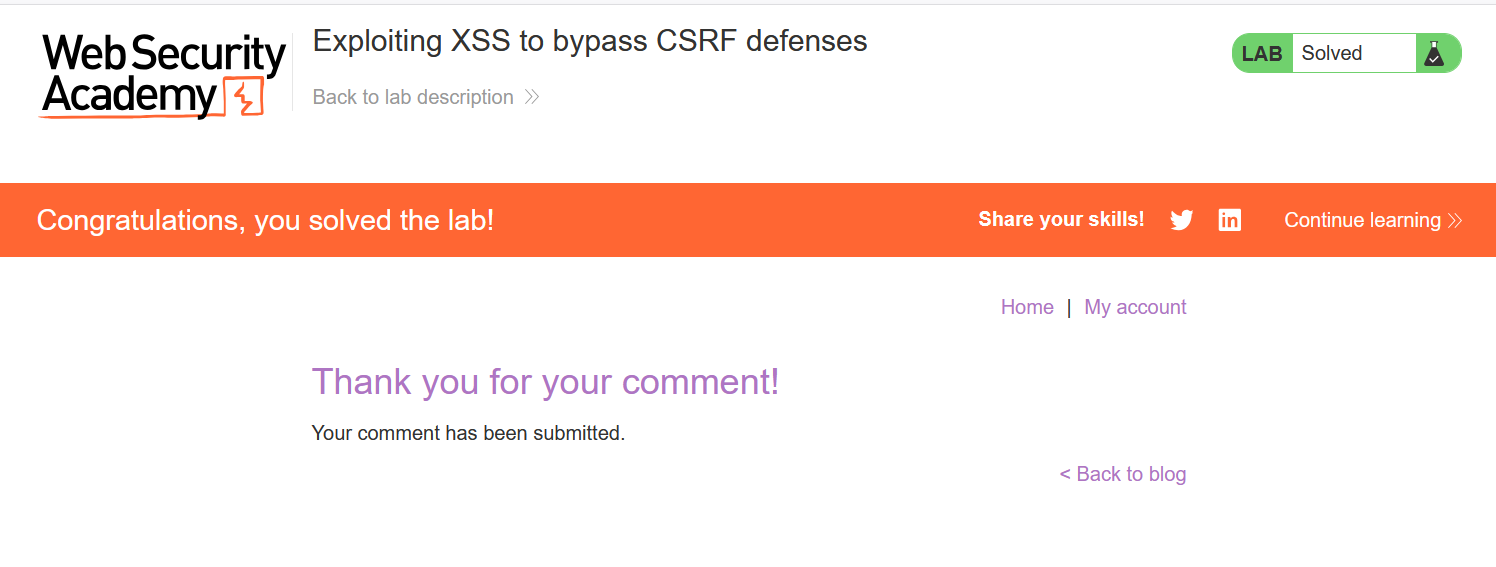 Web Security
Academy
Exploiting XSS to bypass CSRF defenses
Back to lab description
LAB Solved
Congratulations, you solved the lab!
Share your skills!
Continue learning
Home | My account
Thank you for your comment!
Your comment has been submitted.
< Back to blog